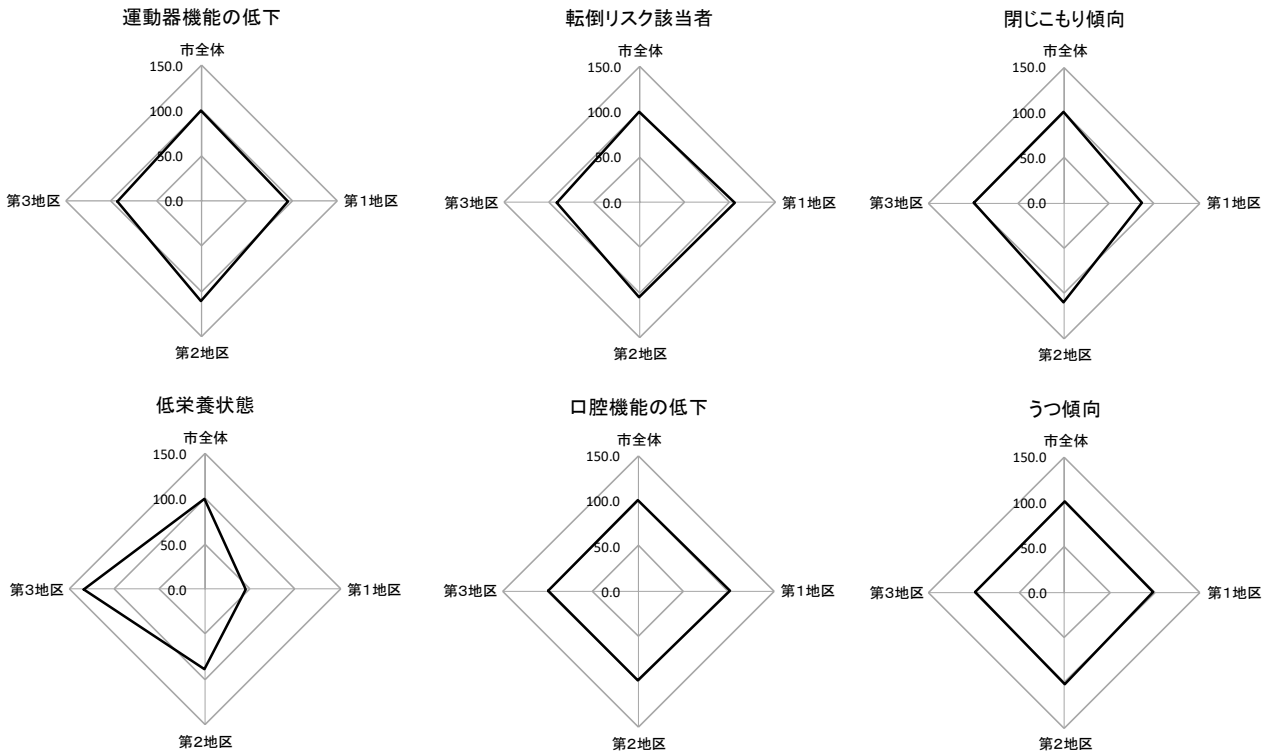 運動器機能の低下
市全体
150.0
100.0
50.0
0.0
第3地区
第1地区
第2地区
転倒リスク該当者
市全体
150.0
100.0
50.0
0.0
第3地区
第1地区
第2地区
閉じこもり傾向
市全体
150.0
100.0
50.0
0.0
第3地区
第1地区
第2地区
低栄養状態
市全体
150.0
100.0
50.0
0.0
第3地区
第1地区
第2地区
口腔機能の低下
市全体
150.0
100.0
50.0
0.0
第3地区
第1地区
第2地区
うつ傾向
市全体
150.0
100.0
50.0
0.0
第3地区
第1地区
第2地区